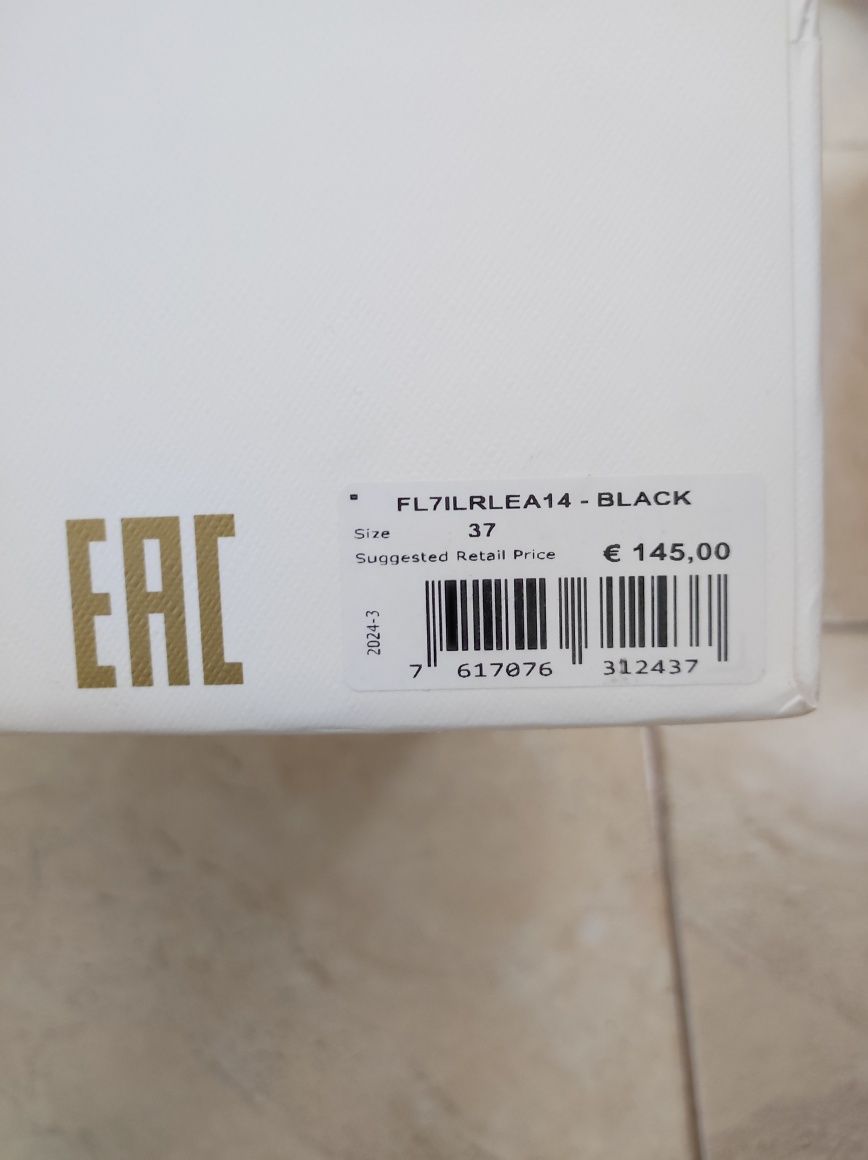 EAC
FL7ILRLEA14 - BLACK
Size 37
Suggested Retail Price € 145,00
2024-3
7 617076 312437